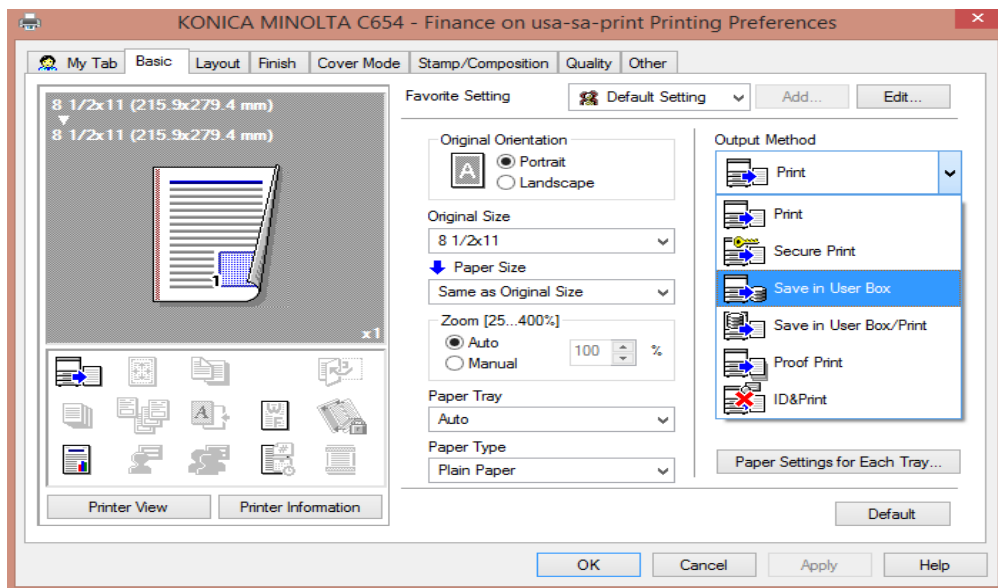 KONICA MINOLTA C654 - Finance on usa-sa-print Printing Preferences
My Tab Basic Layout Finish Cover Mode Stamp/Composition Quality Other
8 1/2x11 (215.9x279.4 mm)
8 1/2x11 (215.9x279.4 mm)
1
x1
Printer View Printer Information
Favorite Setting Default Setting Add... Edit...
Original Orientation
A
Portrait
Landscape
Original Size
8 1/2x11
Paper Size
Same as Original Size
Zoom [25...400%]
Auto
Manual
100 %
Paper Tray
Auto
Paper Type
Plain Paper
Output Method
Print
Print
Secure Print
Save in User Box
Save in User Box/Print
Proof Print
ID&Print
Paper Settings for Each Tray...
Default
OK Cancel Apply Help